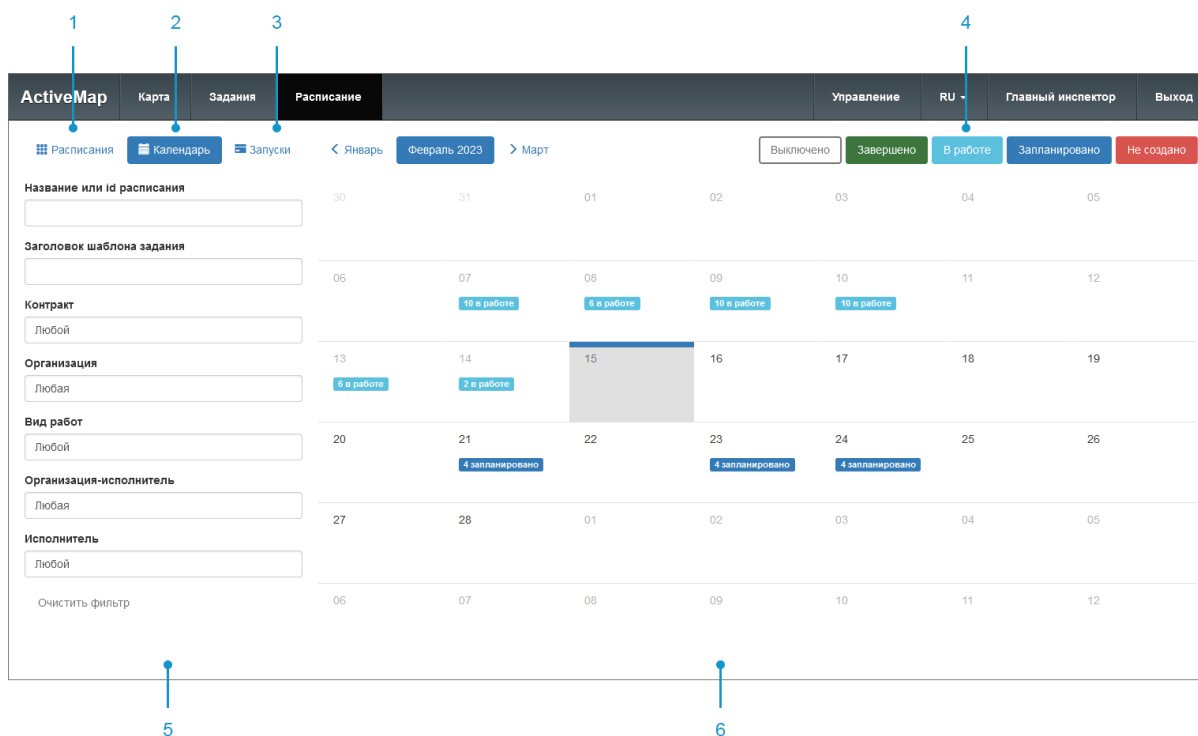 1 2 3 4
ActiveMap Карта Задания Расписание Управление RU Главный инспектор Выход
Расписания Календарь Запуски Январь Февраль 2023 Март Выключено Завершено В работе Запланировано Не создано
Название или id расписания
30 31 01 02 03 04 05
Заголовок шаблона задания
06 07 08 09 10 11 12
Контракт
10 в работе 6 в работе 10 в работе 10 в работе
Любой
Организация
13 14 15 16 17 18 19
Любая
6 в работе 2 в работе
Вид работ
Любой
20 21 22 23 24 25 26
4 запланировано 4 запланировано 4 запланировано
Организация-исполнитель
Любая
27 28 01 02 03 04 05
Исполнитель
Любой
Очистить фильтр
06 07 08 09 10 11 12
5 6